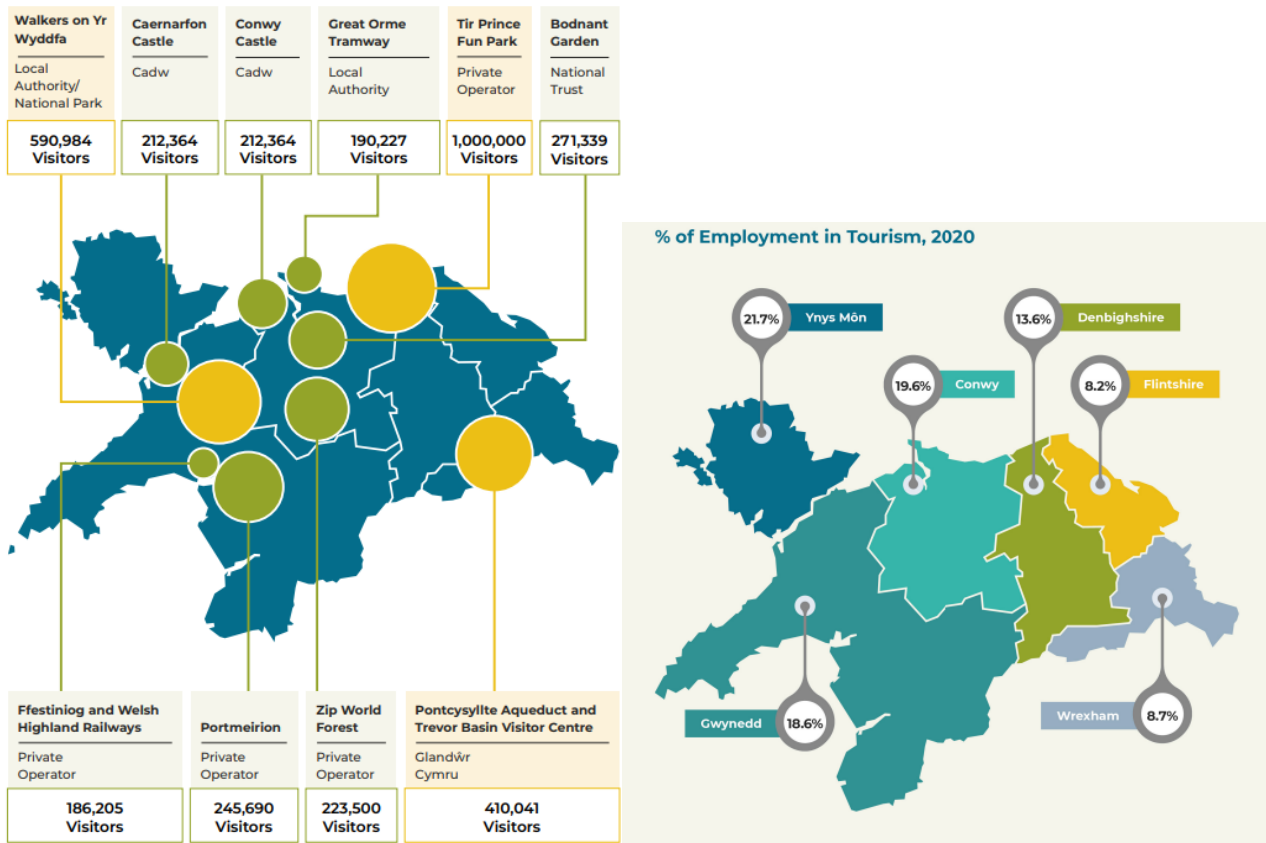 Walkers on Yr
Wyddfa
Local
Authority/
National Park
590,984
Visitors
Caernarfon
Castle
Cadw
212,364
Visitors
Conwy
Castle
Cadw
212,364
Visitors
Great Orme
Tramway
Local
Authority
190,227
Visitors
Tir Prince
Fun Park
Private
Operator
1,000,000
Visitors
Bodnant
Garden
National
Trust
271,339
Visitors
Ffestiniog and Welsh
Highland Railways
Private
Operator
186,205
Visitors
Portmeirion
Private
Operator
245,690
Visitors
Zip World
Forest
Private
Operator
223,500
Visitors
Pontcysyllte Aqueduct and
Trevor Basin Visitor Centre
Glandŵr
Cymru
410,041
Visitors
% of Employment in Tourism, 2020
21.7% Ynys Môn
13.6% Denbighshire
19.6% Conwy
8.2% Flintshire
Gwynedd 18.6%
Wrexham 8.7%